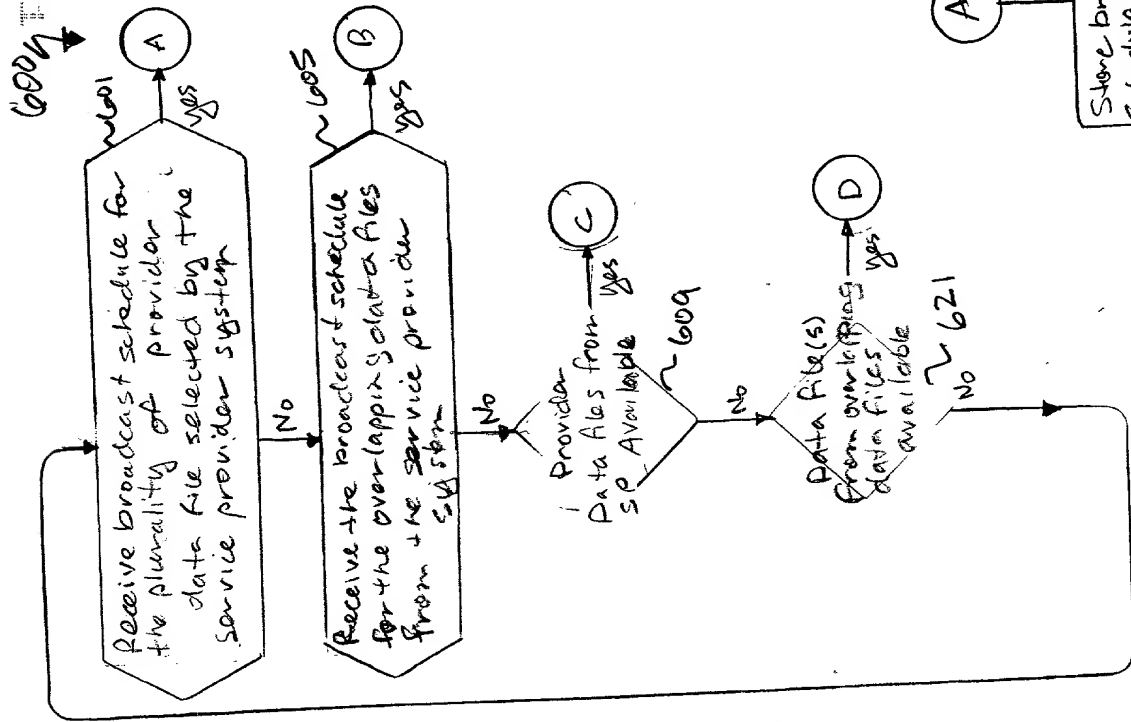 600
~601
Receive broadcast schedule for
the plurality of provider
data file selected by the
service provider system
yes
A
No
~605
Receive the broadcast schedule
for the overlapping data files
from the service provider
system
yes
B
No
Provider
Data files from
SP Available
yes
C
~609
No
Data file(s)
from overlapping
data files
available
yes
D
~621
No
A
Store